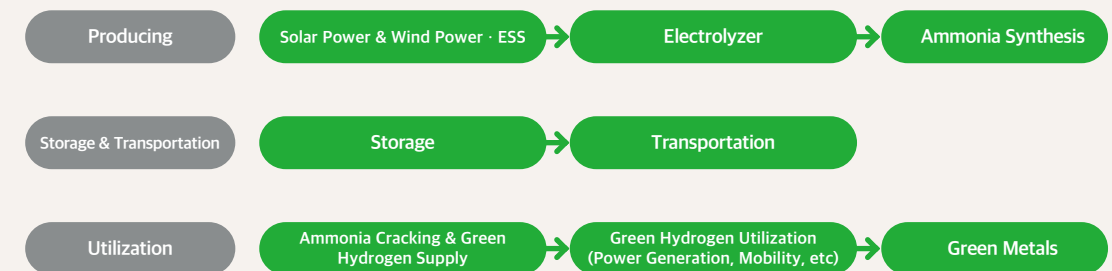 Producing
Solar Power & Wind Power · ESS
Electrolyzer
Ammonia Synthesis
Storage & Transportation
Storage
Transportation
Utilization
Ammonia Cracking & Green
Hydrogen Supply
Green Hydrogen Utilization
(Power Generation, Mobility, etc)
Green Metals